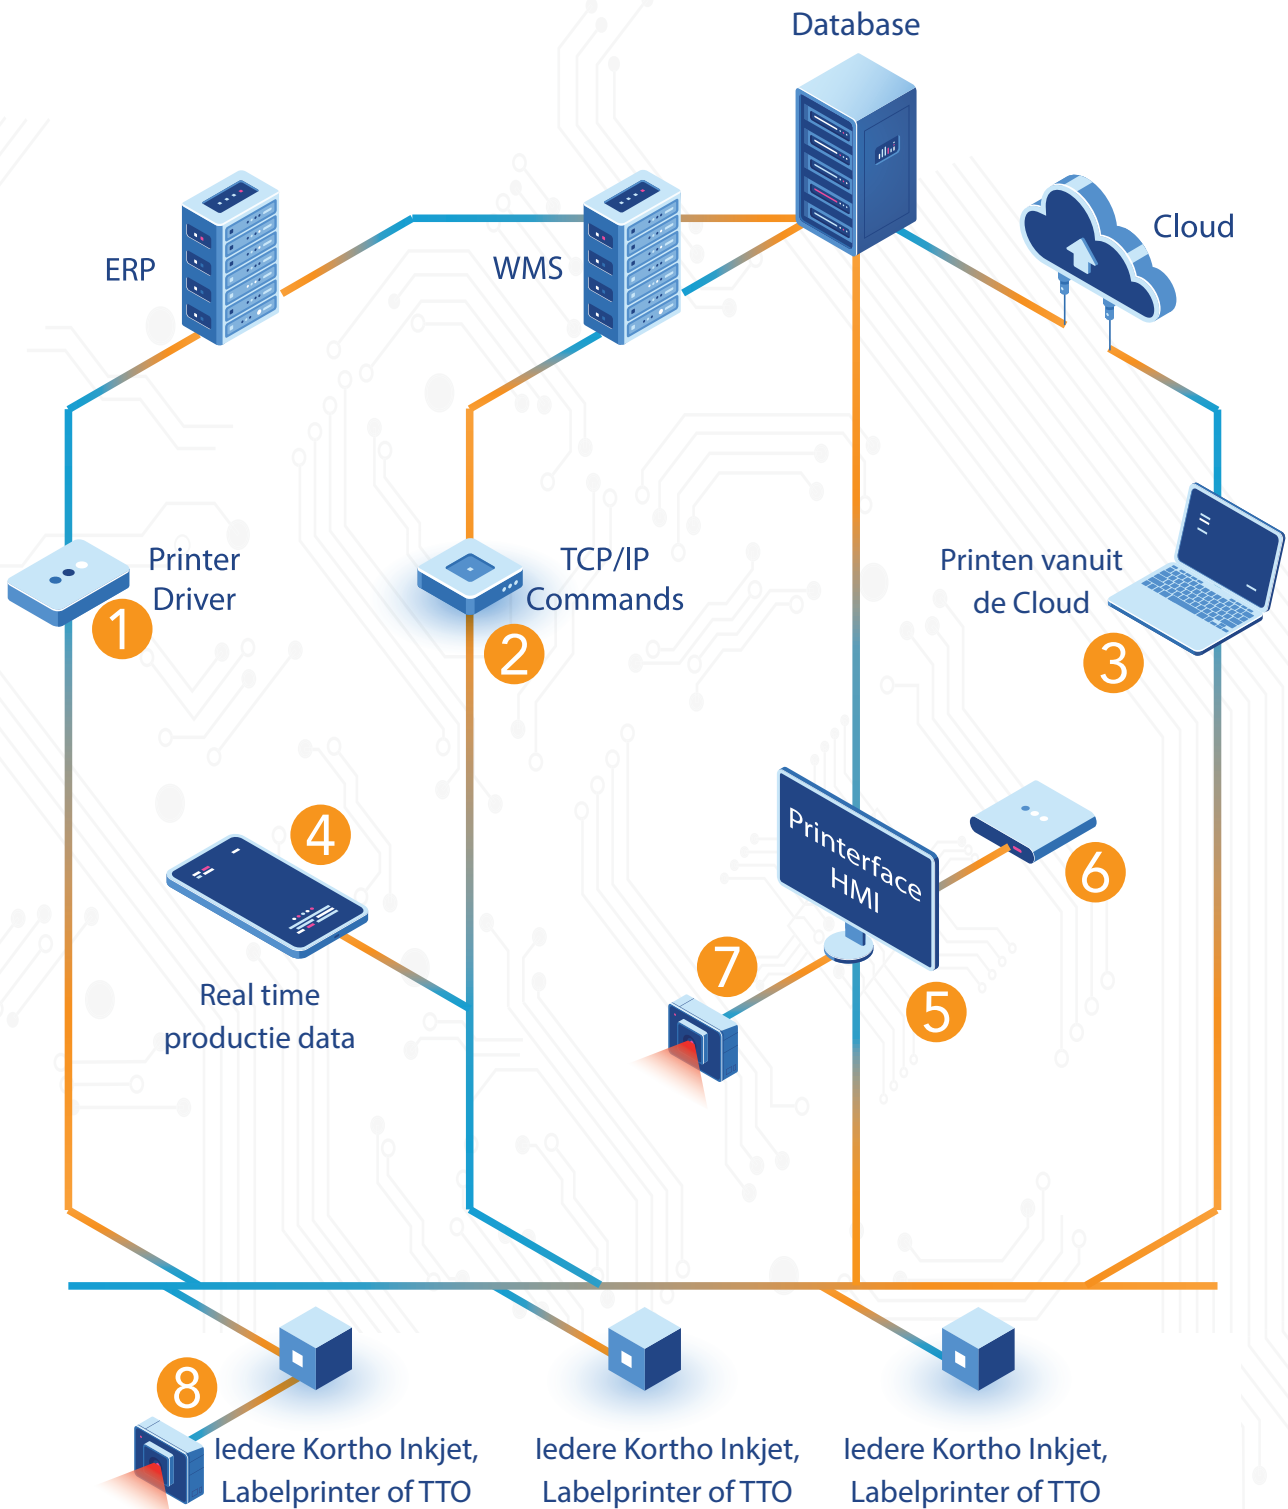 Database
Cloud
ERP
WMS
Printer
Driver
1
TCP/IP
Commands
2
Printen vanuit
de Cloud
3
4
Real time
productie data
Printerface
HMI
5
6
7
8
Iedere Kortho Inkjet,
Labelprinter of TTO
Iedere Kortho Inkjet,
Labelprinter of TTO
Iedere Kortho Inkjet,
Labelprinter of TTO